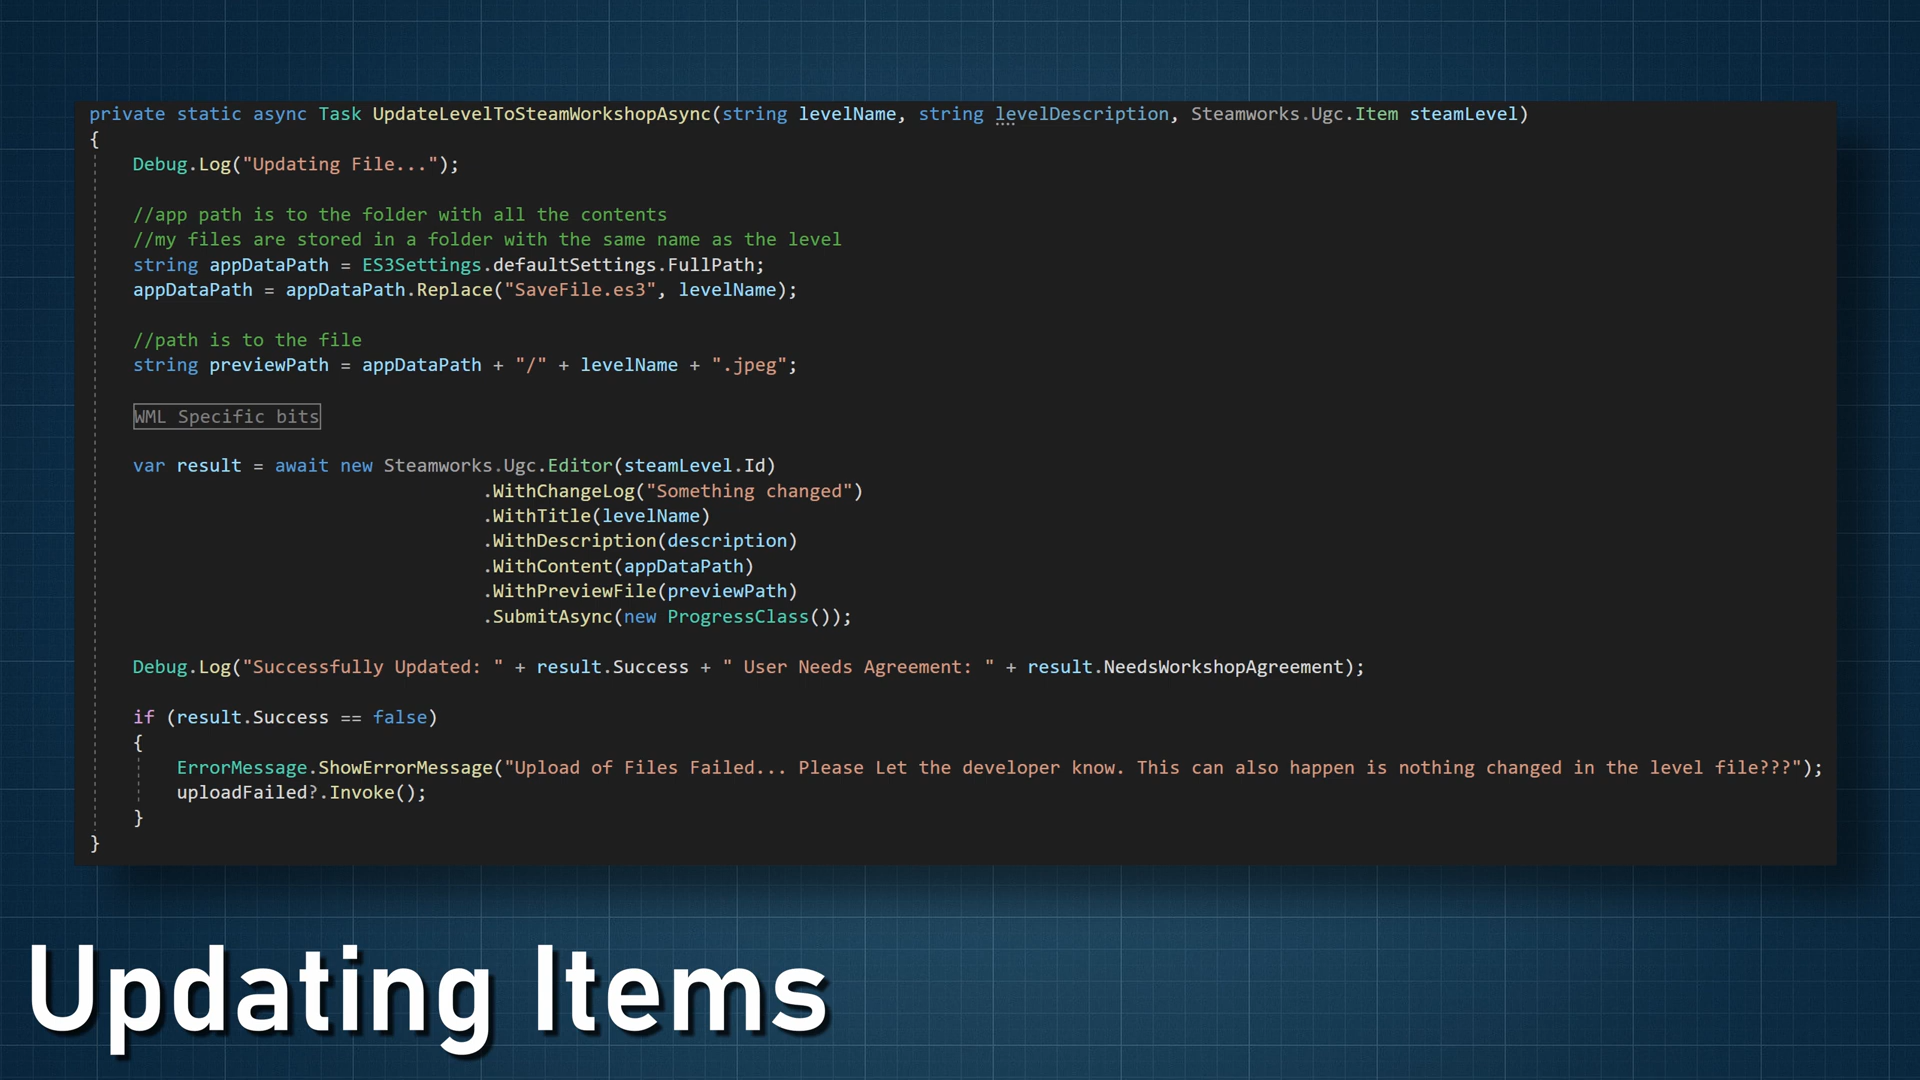 private static async Task UpdateLevelToSteamWorkshopAsync(string levelName, string levelDescription, Steamworks.Ugc.Item steamLevel)
{
Debug.Log("Updating File...");
//app path is to the folder with all the contents
//my files are stored in a folder with the same name as the level
string appDataPath = ES3Settings.defaultSettings.FullPath;
appDataPath = appDataPath.Replace("SaveFile.es3", levelName);
//path is to the file
string previewPath = appDataPath + "/" + levelName + ".jpeg";
WML Specific bits
var result = await new Steamworks.Ugc.Editor(steamLevel.Id)
.WithChangeLog("Something changed")
.WithTitle(levelName)
.WithDescription(description)
.WithContent(appDataPath)
.WithPreviewFile(previewPath)
.SubmitAsync(new ProgressClass());
Debug.Log("Successfully Updated: " + result.Success + " User Needs Agreement: " + result.NeedsWorkshopAgreement);
if (result.Success == false)
{
ErrorMessage.ShowErrorMessage("Upload of Files Failed... Please Let the developer know. This can also happen is nothing changed in the level file???");
uploadFailed?.Invoke();
}
}
Updating Items